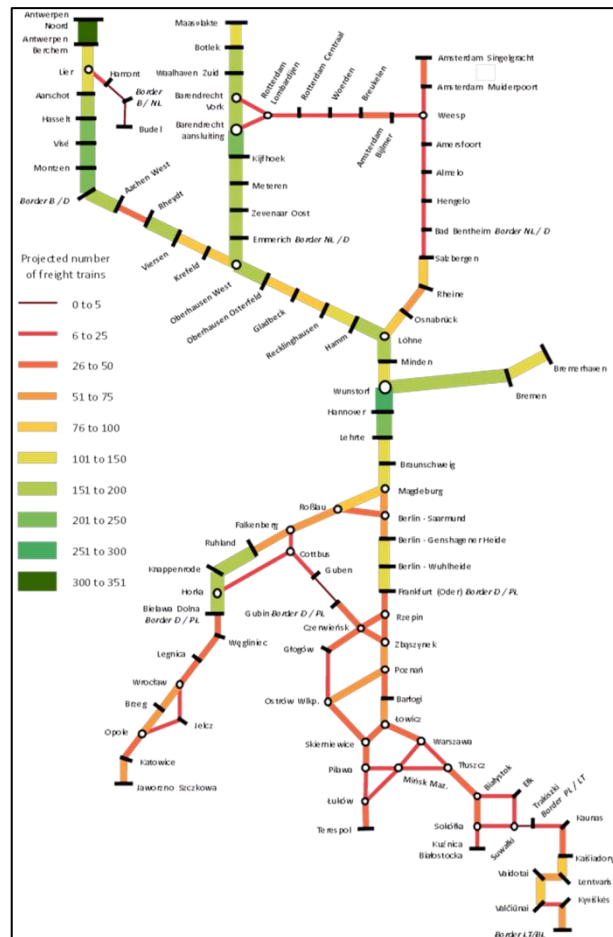 Antwerpen
Noord
Antwerpen
Berchem
Lier
Hamont
Border
B/ NL
Budel
Aarschot
Hasselt
Visé
Montzen
Border B / D
Aachen West
Rheydt
Viersen
Krefeld
Oberhausen West
Oberhausen Osterfeld
Gladbeck
Recklinghausen
Hamm
Maasvlakte
Botlek
Waalhaven Zuid
Barendrecht
Vork
Barendrecht
aansluiting
Kijfhoek
Meteren
Zevenaar Oost
Emmerich Border NL / D
Rotterdam
Lombardijen
Rotterdam Centraal
Woerden
Breukelen
Amsterdam
Bijlmer
Amsterdam Singelgracht
Amsterdam Muiderpoort
Weesp
Amersfoort
Almelo
Hengelo
Bad Bentheim Border NL / D
Salzbergen
Rheine
Osnabrück
Löhne
Minden
Wunstorf
Bremerhaven
Bremen
Hannover
Lehrte
Braunschweig
Magdeburg
Roßlau
Berlin - Saarmund
Falkenberg
Ruhland
Berlin - Genshagener Heide
Cottbus
Knappenrode
Guben
Berlin - Wuhlheide
Horka
Frankfurt (Oder) Border D / PL
Bielawa Dolna
Border D / PL
Gubin Border D / PL
Rzepin
Czerwieńsk
Węgliniec
Zbąszynek
Głogów
Legnica
Poznań
Wrocław
Ostrów Wlkp.
Barłogi
Brzeg
Jelcz
Łowicz
Opole
Skierniewice
Warszawa
Katowice
Tłuszcz
Pilawa
Mińsk Maz.
Jaworzno Szczkowa
Łuków
Terespol
Białystok
Ełk
Trakiszki
Border PL / LT
Sokółka
Suwałki
Kaunas
Kuźnica
Białostocka
Kaišiadorys
Vaidotai
Lentvaris
Valčiūnai
Kyviškės
Border LT/BL
Projected number
of freight trains
0 to 5
6 to 25
26 to 50
51 to 75
76 to 100
101 to 150
151 to 200
201 to 250
251 to 300
300 to 351